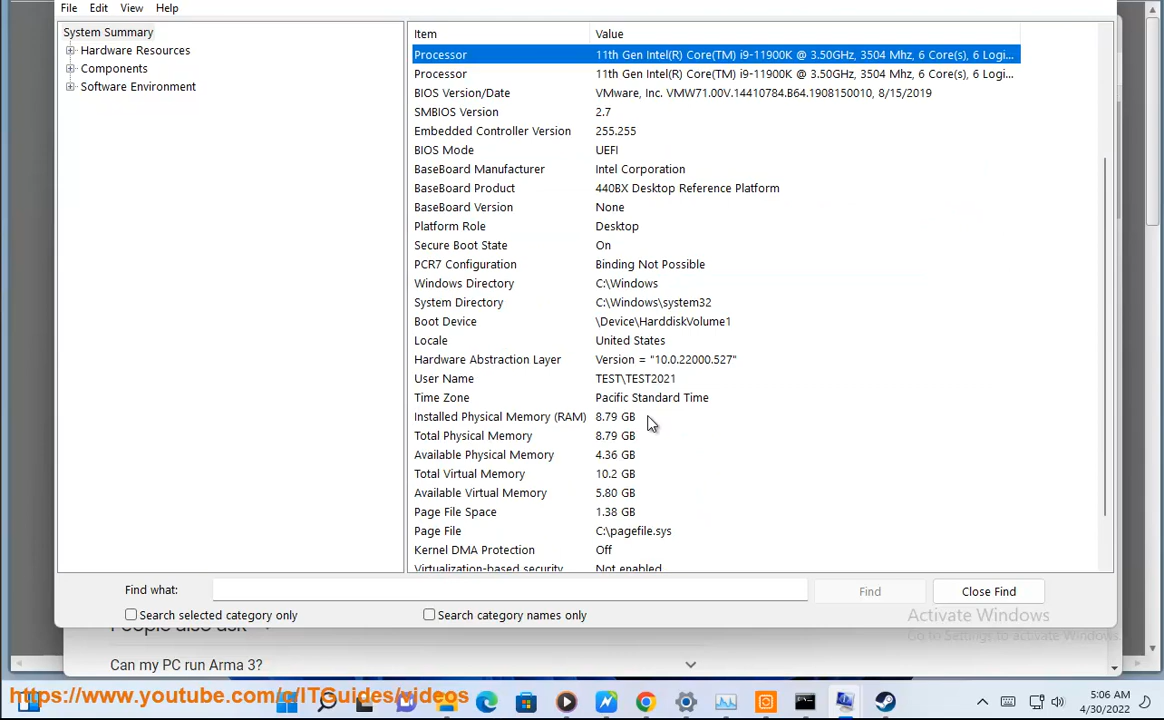 File Edit View Help
System Summary
Hardware Resources
Components
Software Environment
Item Value
Processor 11th Gen Intel(R) Core(TM) i9-11900K @ 3.50GHz, 3504 Mhz, 6 Core(s), 6 Logi...
Processor 11th Gen Intel(R) Core(TM) i9-11900K @ 3.50GHz, 3504 Mhz, 6 Core(s), 6 Logi...
BIOS Version/Date VMware, Inc. VMW71.00V.14410784.B64.1908150010, 8/15/2019
SMBIOS Version 2.7
Embedded Controller Version 255.255
BIOS Mode UEFI
BaseBoard Manufacturer Intel Corporation
BaseBoard Product 440BX Desktop Reference Platform
BaseBoard Version None
Platform Role Desktop
Secure Boot State On
PCR7 Configuration Binding Not Possible
Windows Directory C:\Windows
System Directory C:\Windows\system32
Boot Device \Device\HarddiskVolume1
Locale United States
Hardware Abstraction Layer Version = "10.0.22000.527"
User Name TEST\TEST2021
Time Zone Pacific Standard Time
Installed Physical Memory (RAM) 8.79 GB
Total Physical Memory 8.79 GB
Available Physical Memory 4.36 GB
Total Virtual Memory 10.2 GB
Available Virtual Memory 5.80 GB
Page File Space 1.38 GB
Page File C:\pagefile.sys
Kernel DMA Protection Off
Virtualization-based security Not enabled
Find what: Find Close Find
Search selected category only Search category names only
Activate Windows
Go to Settings to activate Windows.
People also ask
Can my PC run Arma 3?
https://www.youtube.com/c/ITGuides/videos
5:06 AM
4/30/2022